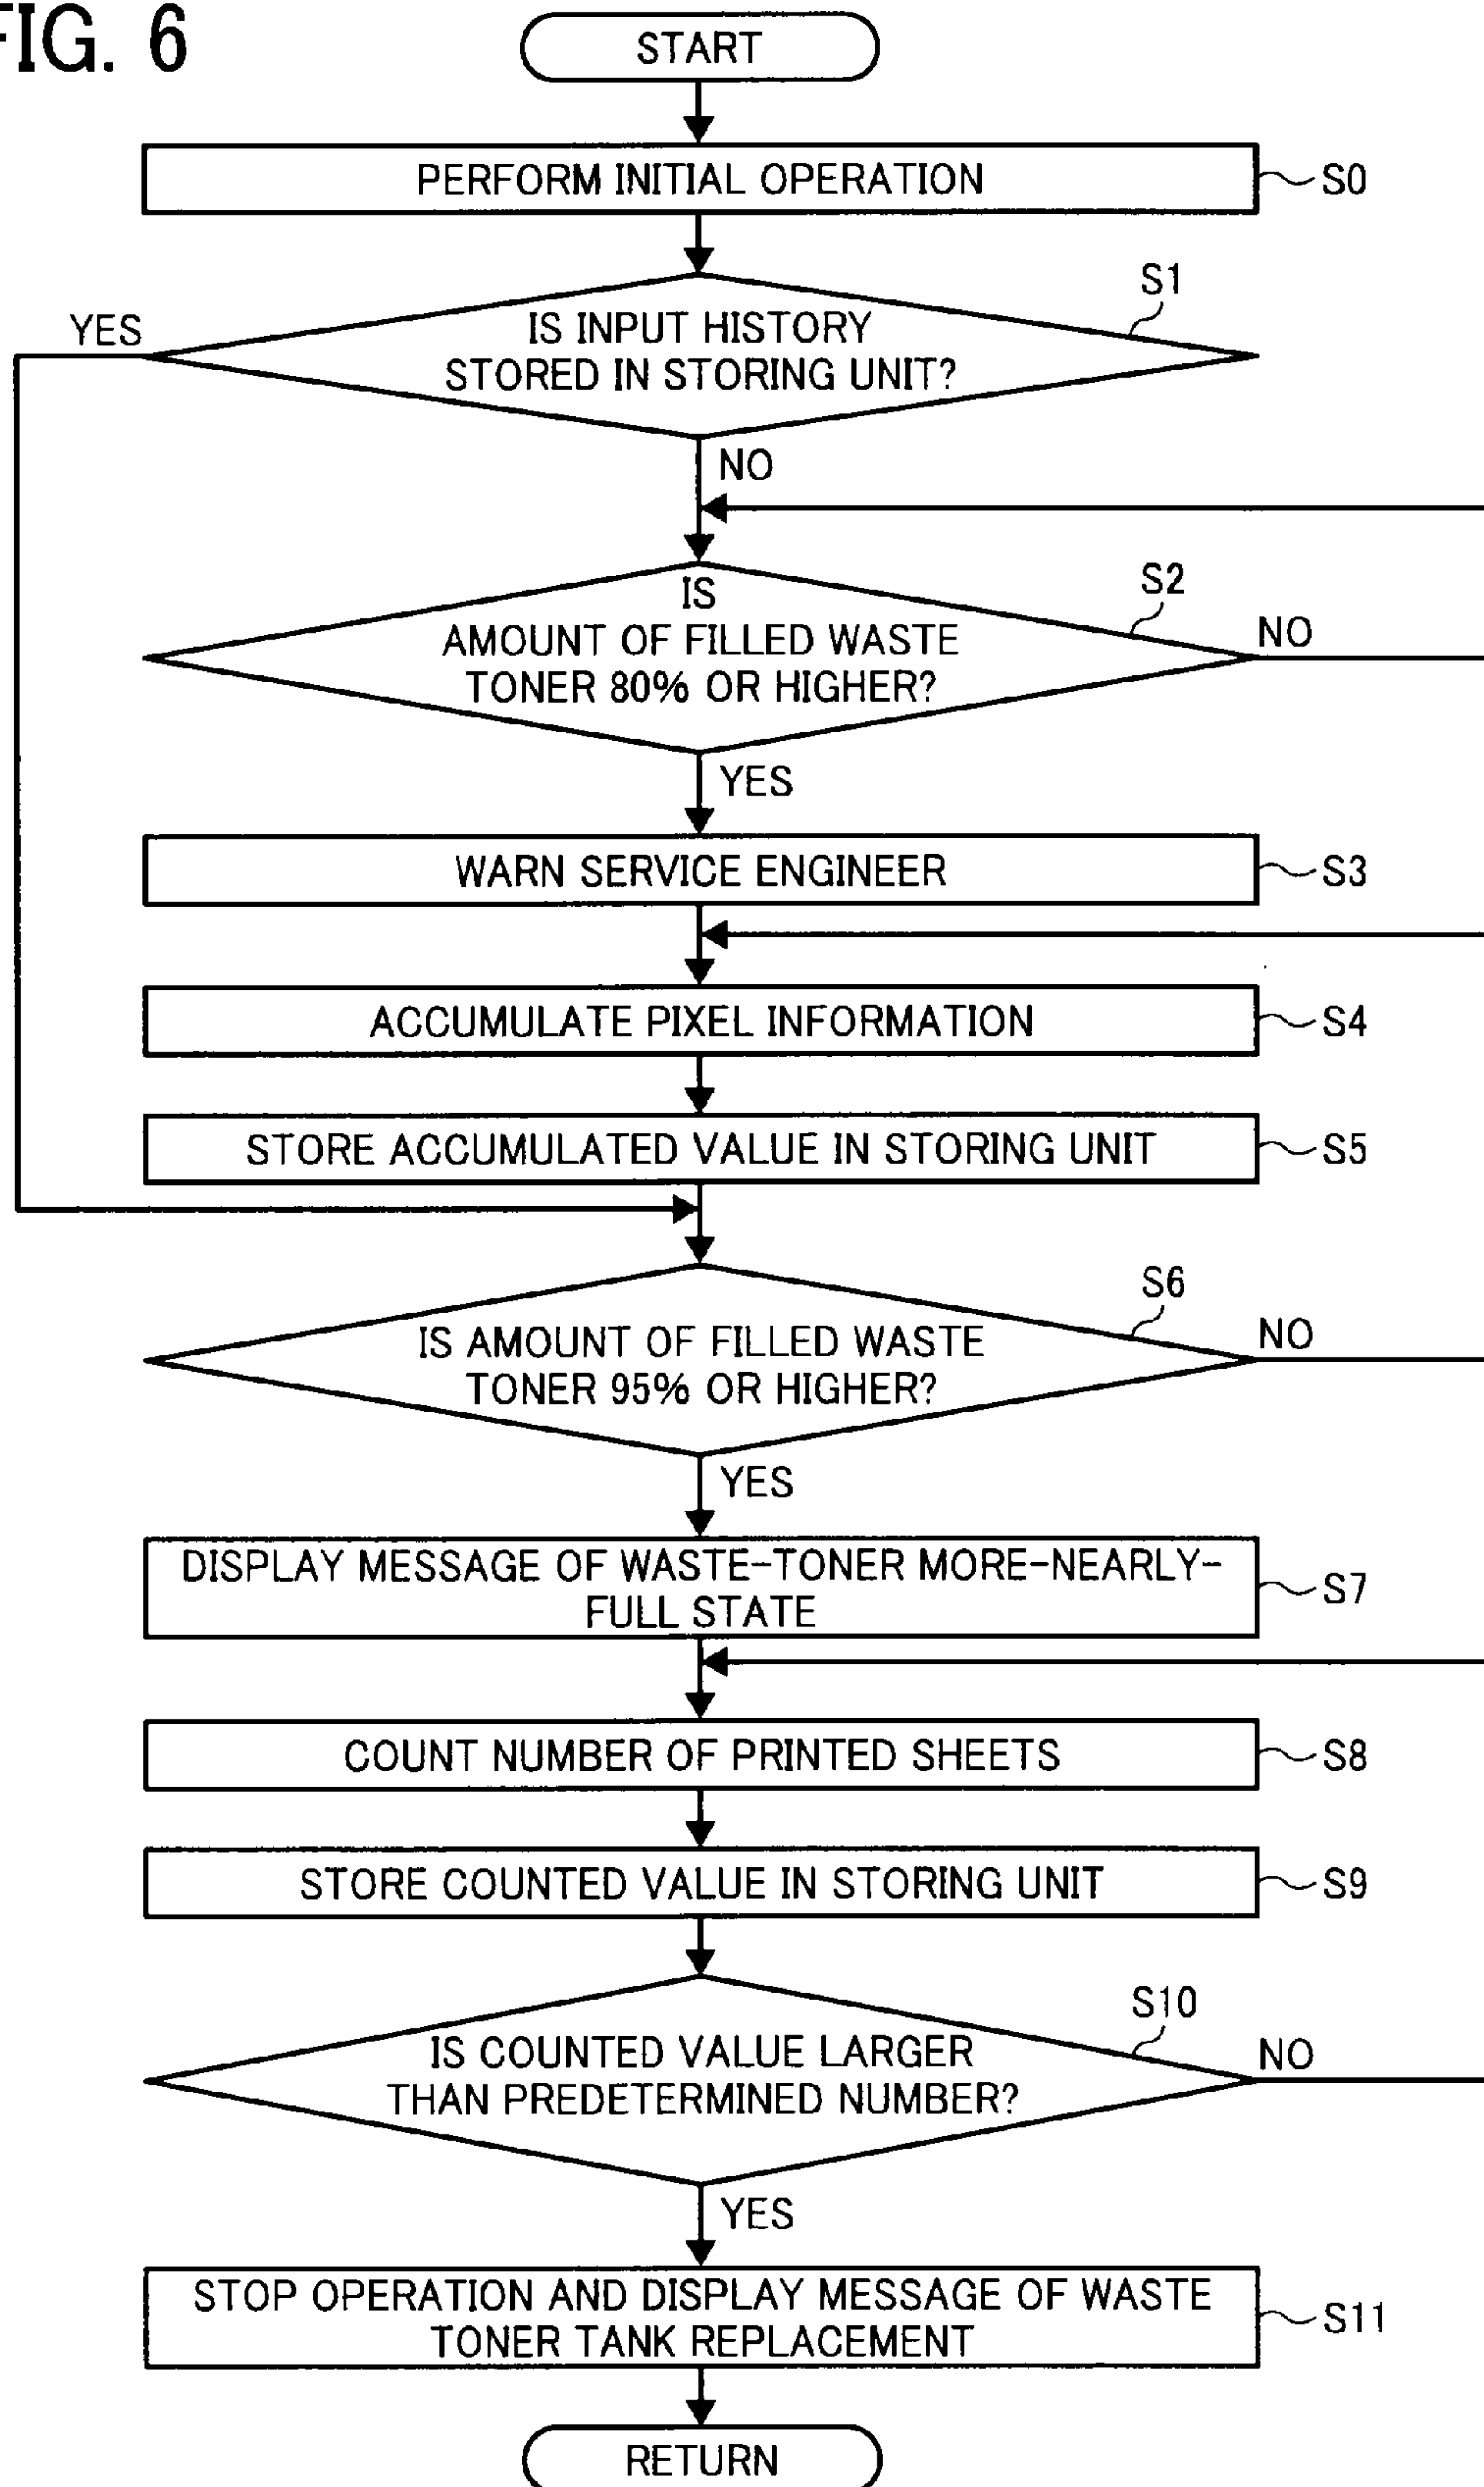 FIG. 6
START
PERFORM INITIAL OPERATION
S0
S1
YES
IS INPUT HISTORY
STORED IN STORING UNIT?
NO
S2
IS
AMOUNT OF FILLED WASTE
TONER 80% OR HIGHER?
NO
YES
WARN SERVICE ENGINEER
S3
ACCUMULATE PIXEL INFORMATION
S4
STORE ACCUMULATED VALUE IN STORING UNIT
S5
S6
IS AMOUNT OF FILLED WASTE
TONER 95% OR HIGHER?
NO
YES
DISPLAY MESSAGE OF WASTE-TONER MORE-NEARLY-
FULL STATE
S7
COUNT NUMBER OF PRINTED SHEETS
S8
STORE COUNTED VALUE IN STORING UNIT
S9
S10
IS COUNTED VALUE LARGER
THAN PREDETERMINED NUMBER?
NO
YES
STOP OPERATION AND DISPLAY MESSAGE OF WASTE
TONER TANK REPLACEMENT
S11
RETURN